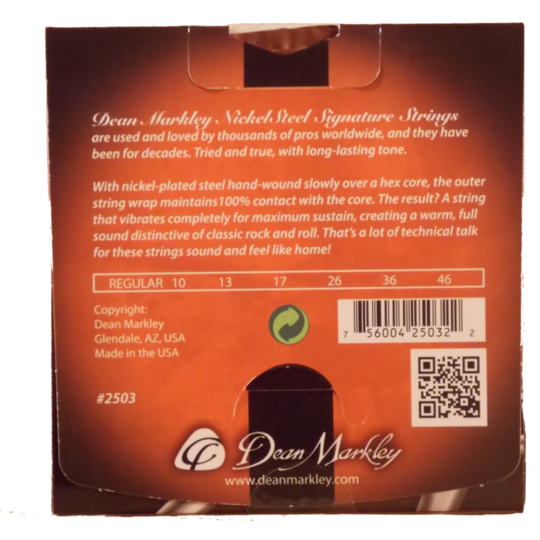 Dean Markley NickelSteel Signature Strings
are used and loved by thousands of pros worldwide, and they have
been for decades. Tried and true, with long-lasting tone.
With nickel-plated steel hand-wound slowly over a hex core, the outer
string wrap maintains100% contact with the core. The result? A string
that vibrates completely for maximum sustain, creating a warm, full
sound distinctive of classic rock and roll. That's a lot of technical talk
for these strings sound and feel like home!
REGULAR 10 13 17 26 36 46
Copyright:
Dean Markley
Glendale, AZ, USA
Made in the USA
7 56004 25032 2
#2503
Dean Markley
www.deanmarkley.com